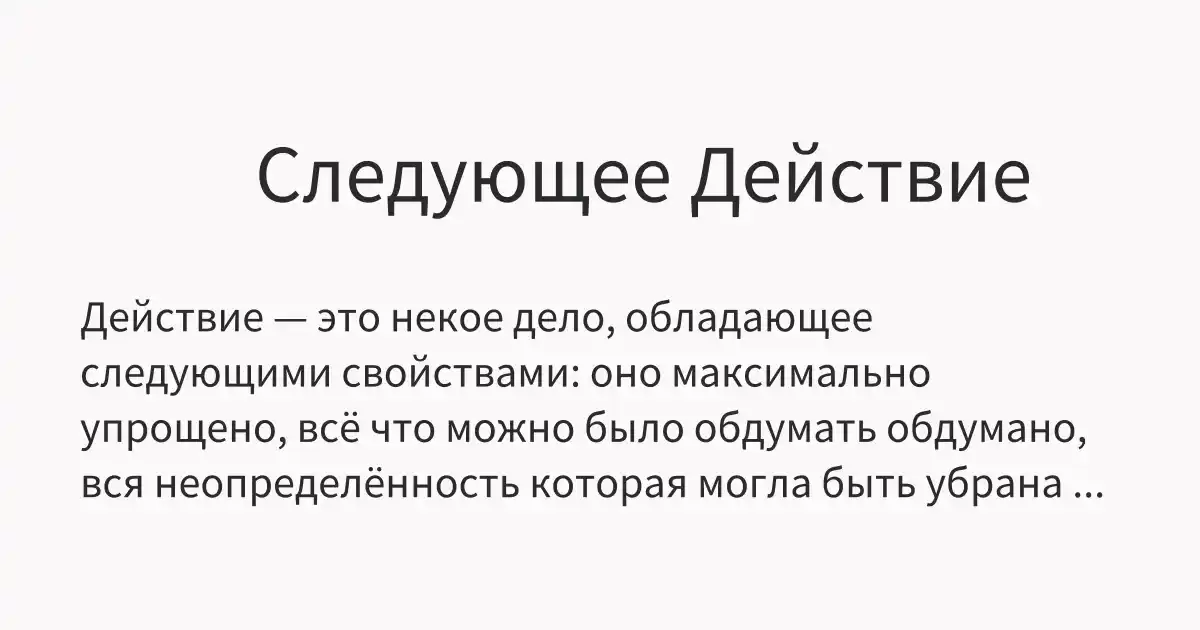 Следующее Действие
Действие — это некое дело, обладающее
следующими свойствами: оно максимально
упрощено, всё что можно было обдумать обдумано,
вся неопределённость которая могла быть убрана ...